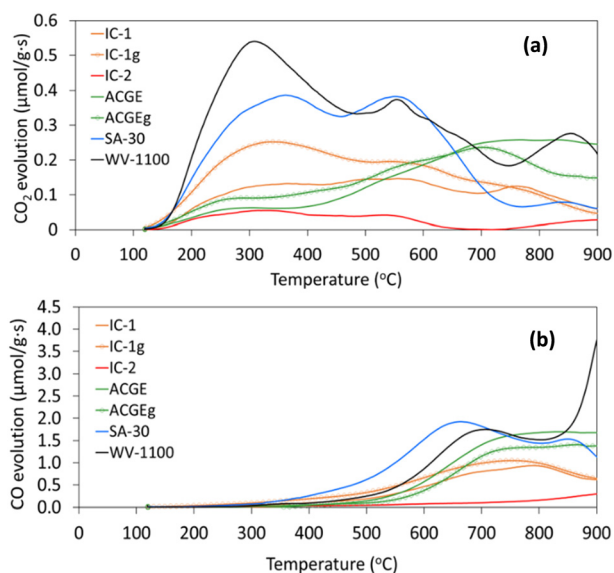 (a)
CO₂ evolution (μmol/g·s)
0.6
0.5
0.4
0.3
0.2
0.1
0
IC-1
IC-1g
IC-2
ACGE
ACGEg
SA-30
WV-1100
0 100 200 300 400 500 600 700 800 900
Temperature (°C)
(b)
CO evolution (μmol/g·s)
4.5
4.0
3.5
3.0
2.5
2.0
1.5
1.0
0.5
0.0
IC-1
IC-1g
IC-2
ACGE
ACGEg
SA-30
WV-1100
0 100 200 300 400 500 600 700 800 900
Temperature (°C)